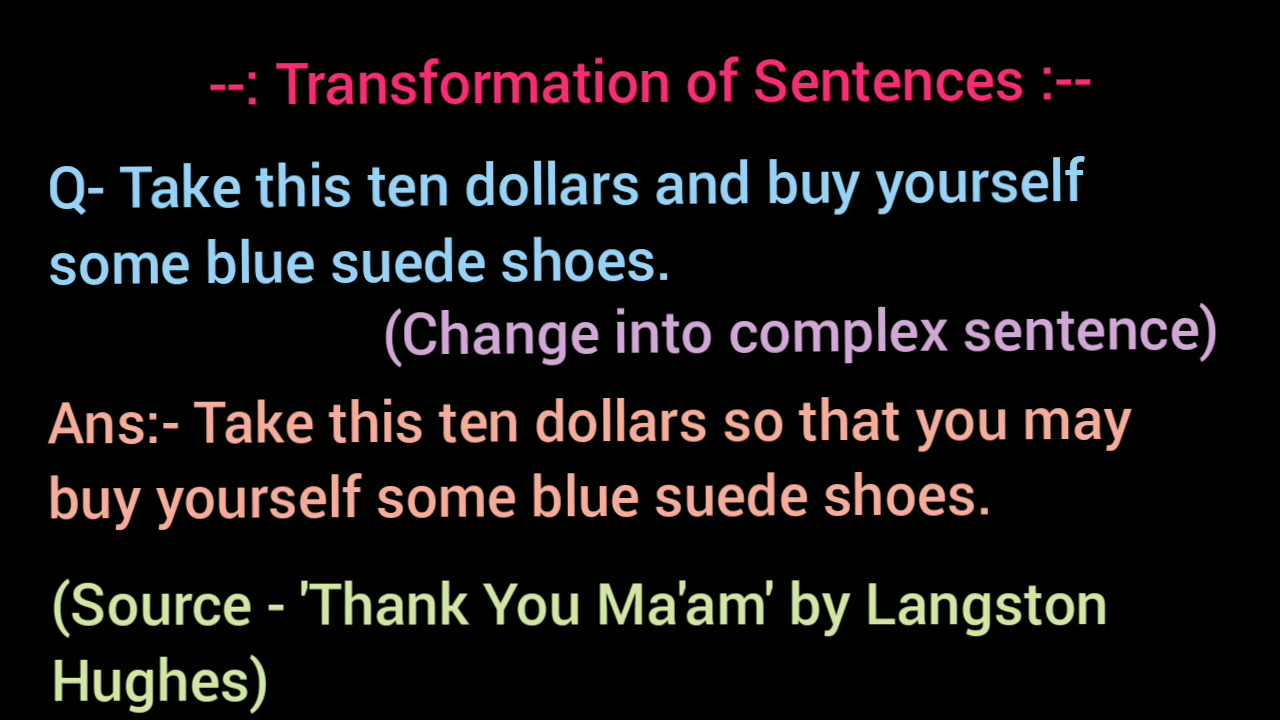 --: Transformation of Sentences :--
Q- Take this ten dollars and buy yourself
some blue suede shoes.
(Change into complex sentence)
Ans:- Take this ten dollars so that you may
buy yourself some blue suede shoes.
(Source - 'Thank You Ma'am' by Langston
Hughes)